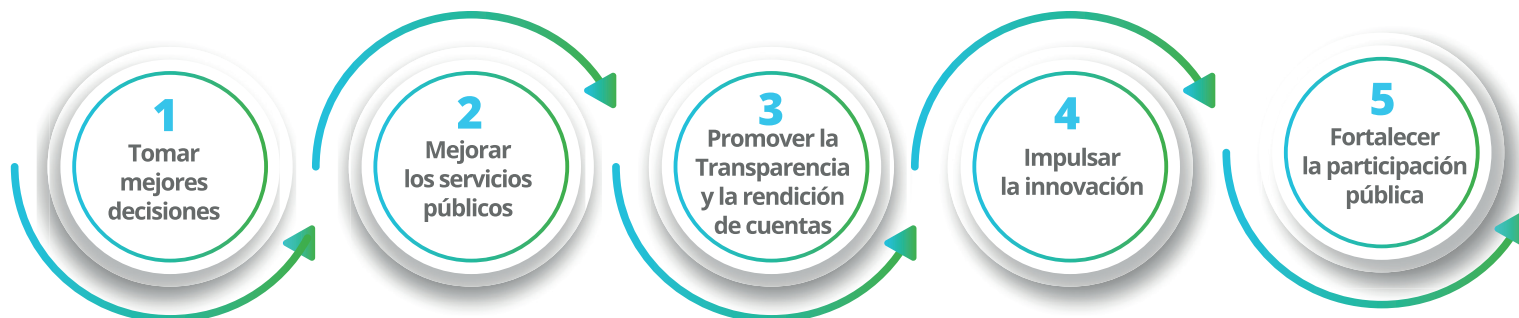 1
Tomar
mejores
decisiones
2
Mejorar
los servicios
públicos
3
Promover la
Transparencia
y la rendición
de cuentas
4
Impulsar
la innovación
5
Fortalecer
la participación
pública